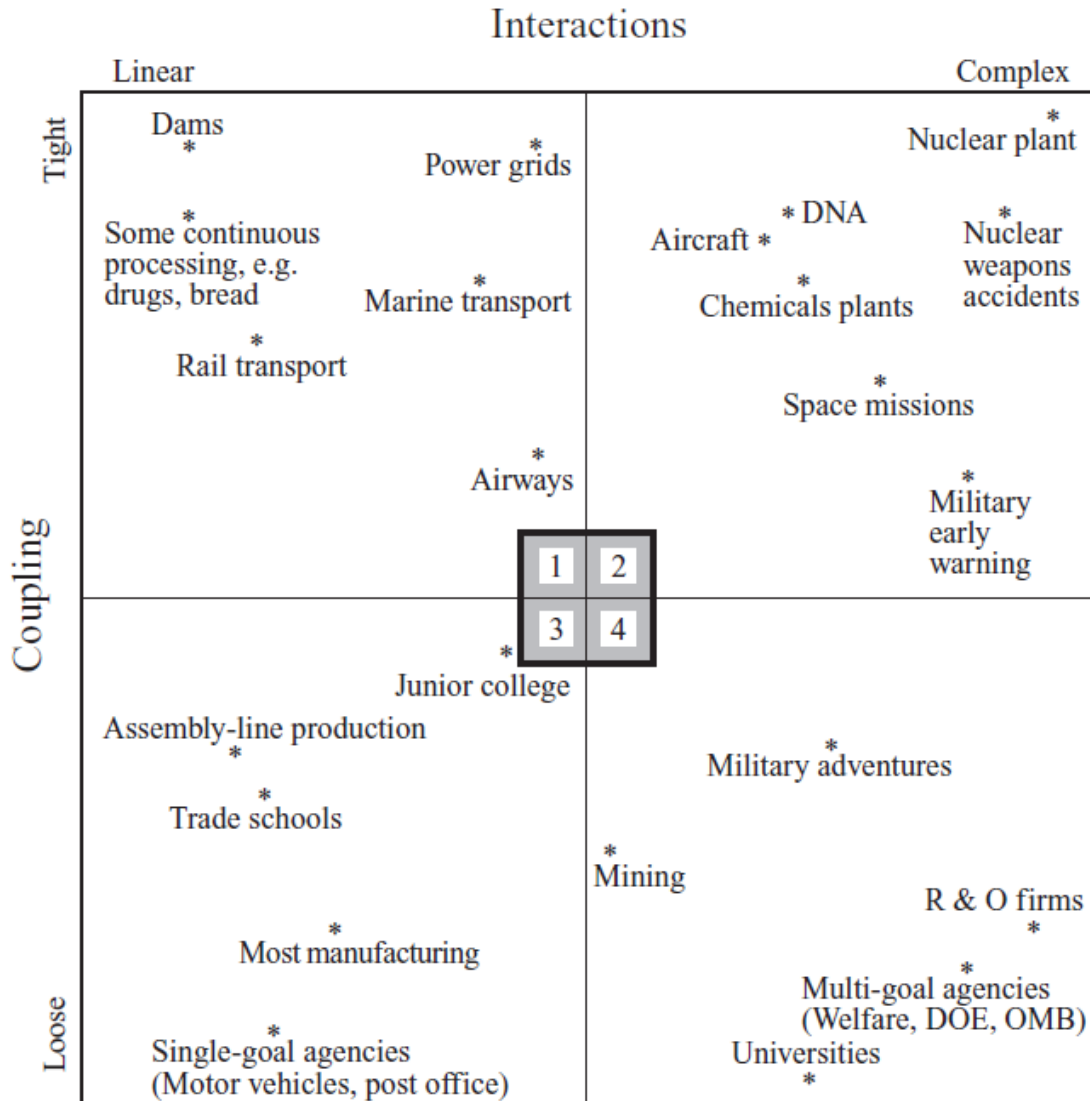 Interactions
Linear
Complex
Tight
Coupling
Loose
Dams
*
Power grids
*
Some continuous
processing, e.g.
drugs, bread
*
Marine transport
*
Rail transport
*
Airways
*
Nuclear plant
*
* DNA
Aircraft *
Nuclear
weapons
accidents
*
Chemicals plants
*
Space missions
*
Military
early
warning
*
1
2
3
4
Junior college
*
Assembly-line production
*
Trade schools
*
Most manufacturing
*
Single-goal agencies
(Motor vehicles, post office)
*
Military adventures
*
Mining
*
R & O firms
*
Multi-goal agencies
(Welfare, DOE, OMB)
*
Universities
*